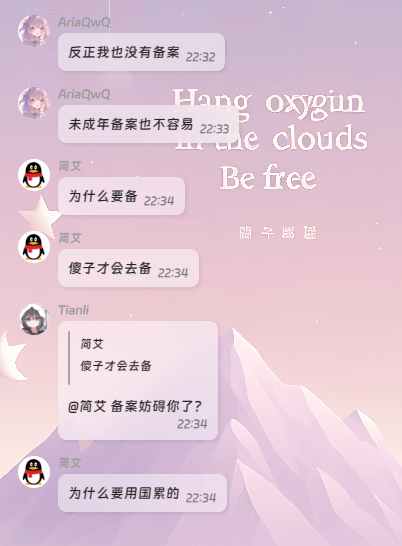 AriaQwQ
反正我也没有备案 22:32
AriaQwQ
未成年备案也不容易 22:33
Hang oxygun
in the clouds
Be free
简艾
为什么要备 22:34
简艾
傻子才会去备 22:34
Tianli
简艾
傻子才会去备
@简艾 备案妨碍你了？
22:34
简艾
为什么要用国累的 22:34